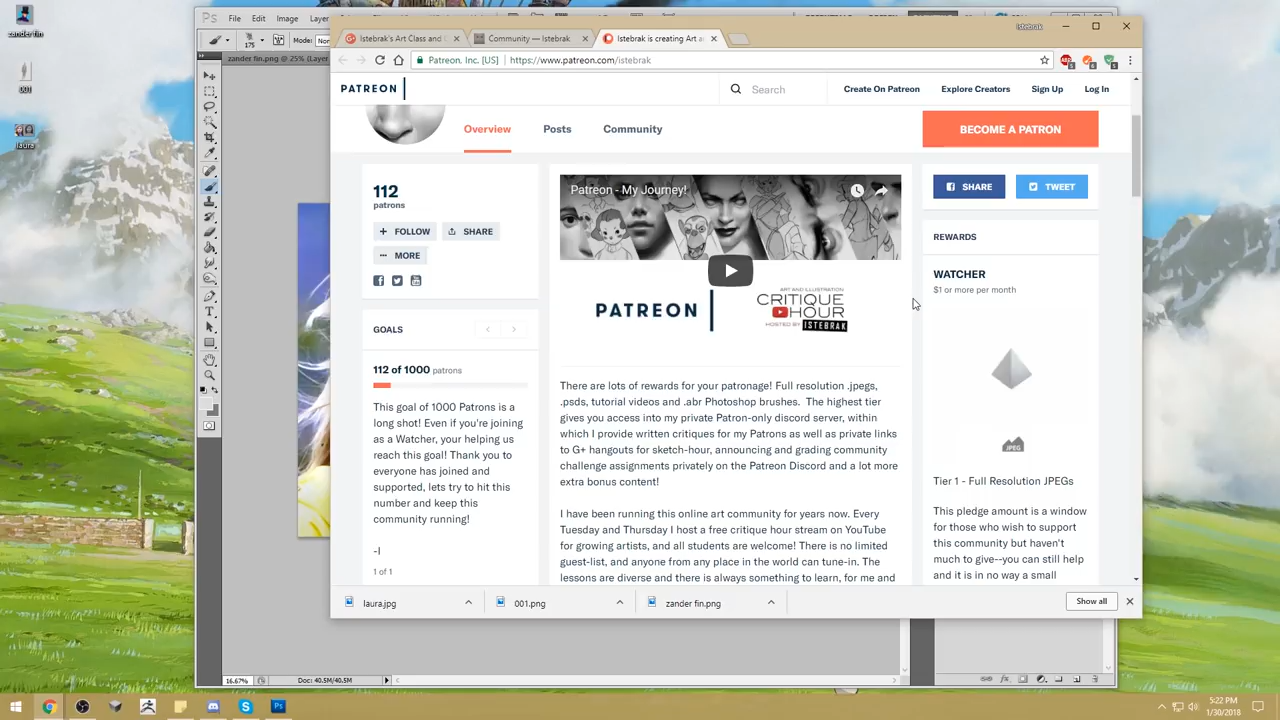 zander fin
001
laura
Ps File Edit Image Layer
175 Mode:
zander fin.png @ 25% (Layer
Istebrak
Istebrak's Art Class and C
Community — Istebrak
Istebrak is creating Art a
Patreon, Inc. [US] https://www.patreon.com/istebrak
PATREON
Search
Create On Patreon
Explore Creators
Sign Up
Log In
Overview
Posts
Community
BECOME A PATRON
112
patrons
+ FOLLOW
SHARE
MORE
GOALS
112 of 1000 patrons
This goal of 1000 Patrons is a
long shot! Even if you're joining
as a Watcher, your helping us
reach this goal! Thank you to
everyone has joined and
supported, lets try to hit this
number and keep this
community running!
-I
1 of 1
Patreon - My Journey!
PATREON
ART AND ILLUSTRATION
CRITIQUE
HOUR
HOSTED BY ISTEBRAK
There are lots of rewards for your patronage! Full resolution .jpegs,
.psds, tutorial videos and .abr Photoshop brushes. The highest tier
gives you access into my private Patron-only discord server, within
which I provide written critiques for my Patrons as well as private links
to G+ hangouts for sketch-hour, announcing and grading community
challenge assignments privately on the Patreon Discord and a lot more
extra bonus content!
I have been running this online art community for years now. Every
Tuesday and Thursday I host a free critique hour stream on YouTube
for growing artists, and all students are welcome! There is no limited
guest-list, and anyone from any place in the world can tune-in. The
lessons are diverse and there is always something to learn, for me and
SHARE
TWEET
REWARDS
WATCHER
$1 or more per month
JPEG
Tier 1 - Full Resolution JPEGs
This pledge amount is a window
for those who wish to support
this community but haven't
much to give--you can still help
and it is in no way a small
laura.jpg
001.png
zander fin.png
Show all
16.67%
Doc: 40.5M/40.5M
5:22 PM
1/30/2018